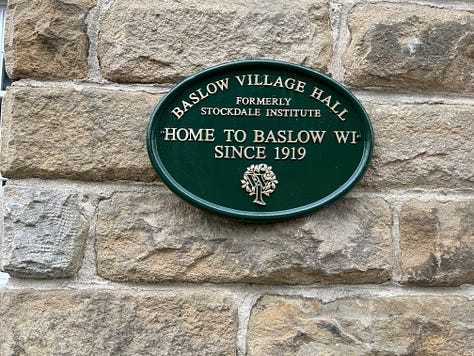 BASLOW VILLAGE HALL
FORMERLY
STOCKDALE INSTITUTE
HOME TO BASLOW WI
SINCE 1919